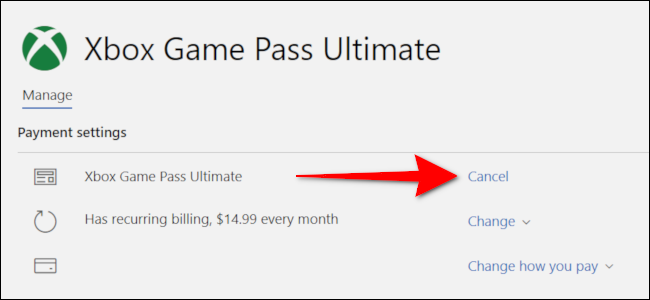 Xbox Game Pass Ultimate
Manage
Payment settings
Xbox Game Pass Ultimate Cancel
Has recurring billing, $14.99 every month Change
Change how you pay